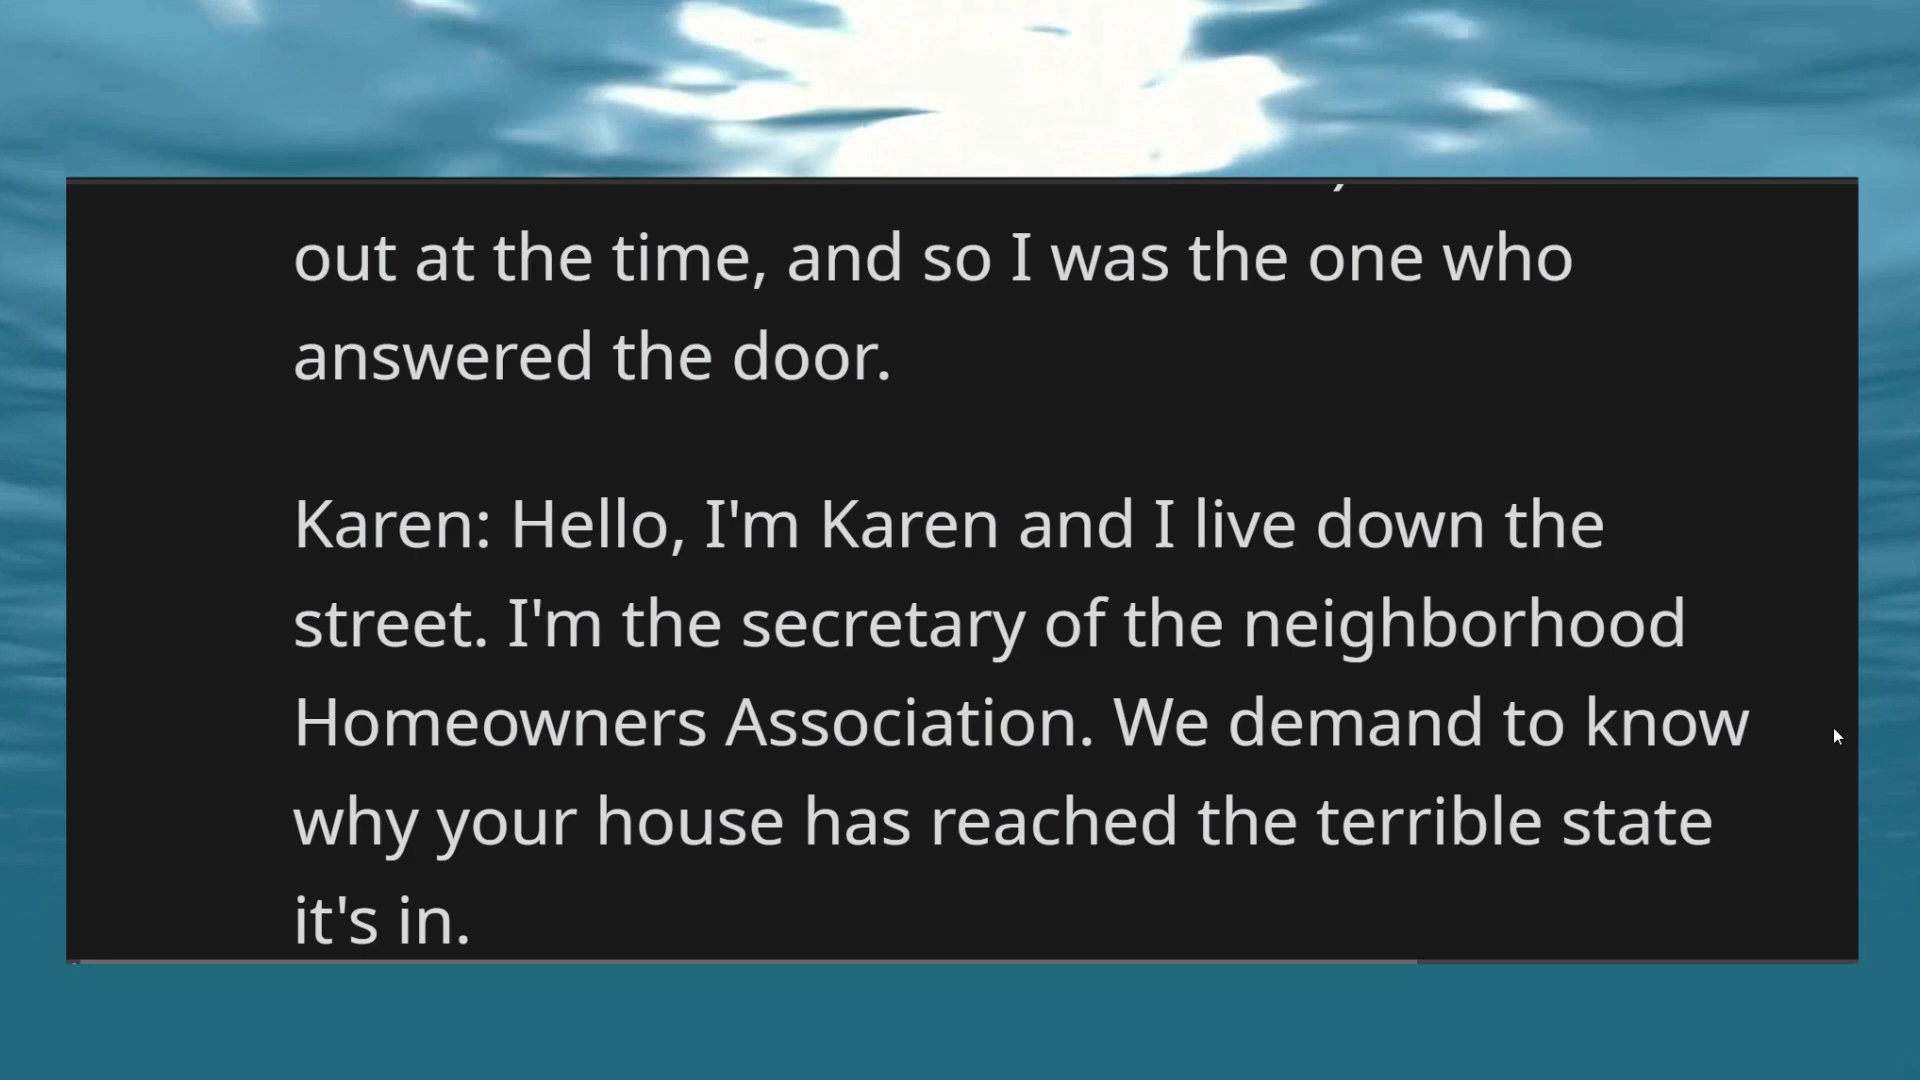 out at the time, and so I was the one who
answered the door.
Karen: Hello, I'm Karen and I live down the
street. I'm the secretary of the neighborhood
Homeowners Association. We demand to know
why your house has reached the terrible state
it's in.